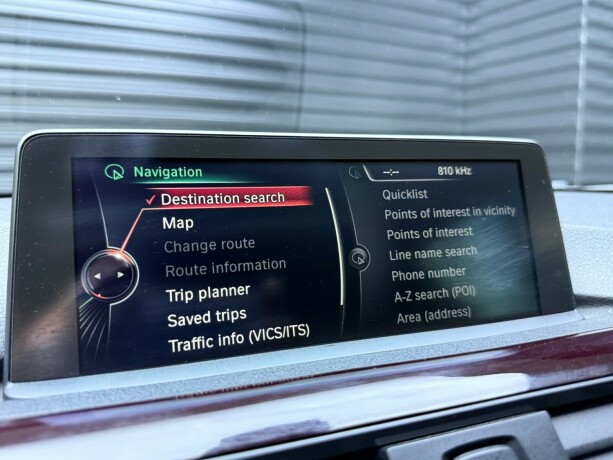 Navigation
Destination search
Map
Change route
Route information
Trip planner
Saved trips
Traffic info (VICS/ITS)
--:-- 810 kHz
Quicklist
Points of interest in vicinity
Points of interest
Line name search
Phone number
A-Z search (POI)
Area (address)